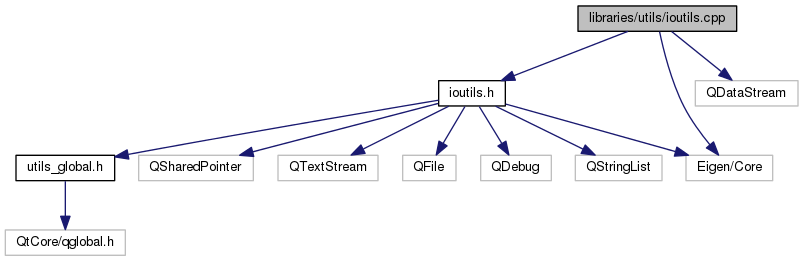 libraries/utils/ioutils.cpp
ioutils.h
QDataStream
utils_global.h
QSharedPointer
QTextStream
QFile
QDebug
QStringList
Eigen/Core
QtCore/qglobal.h